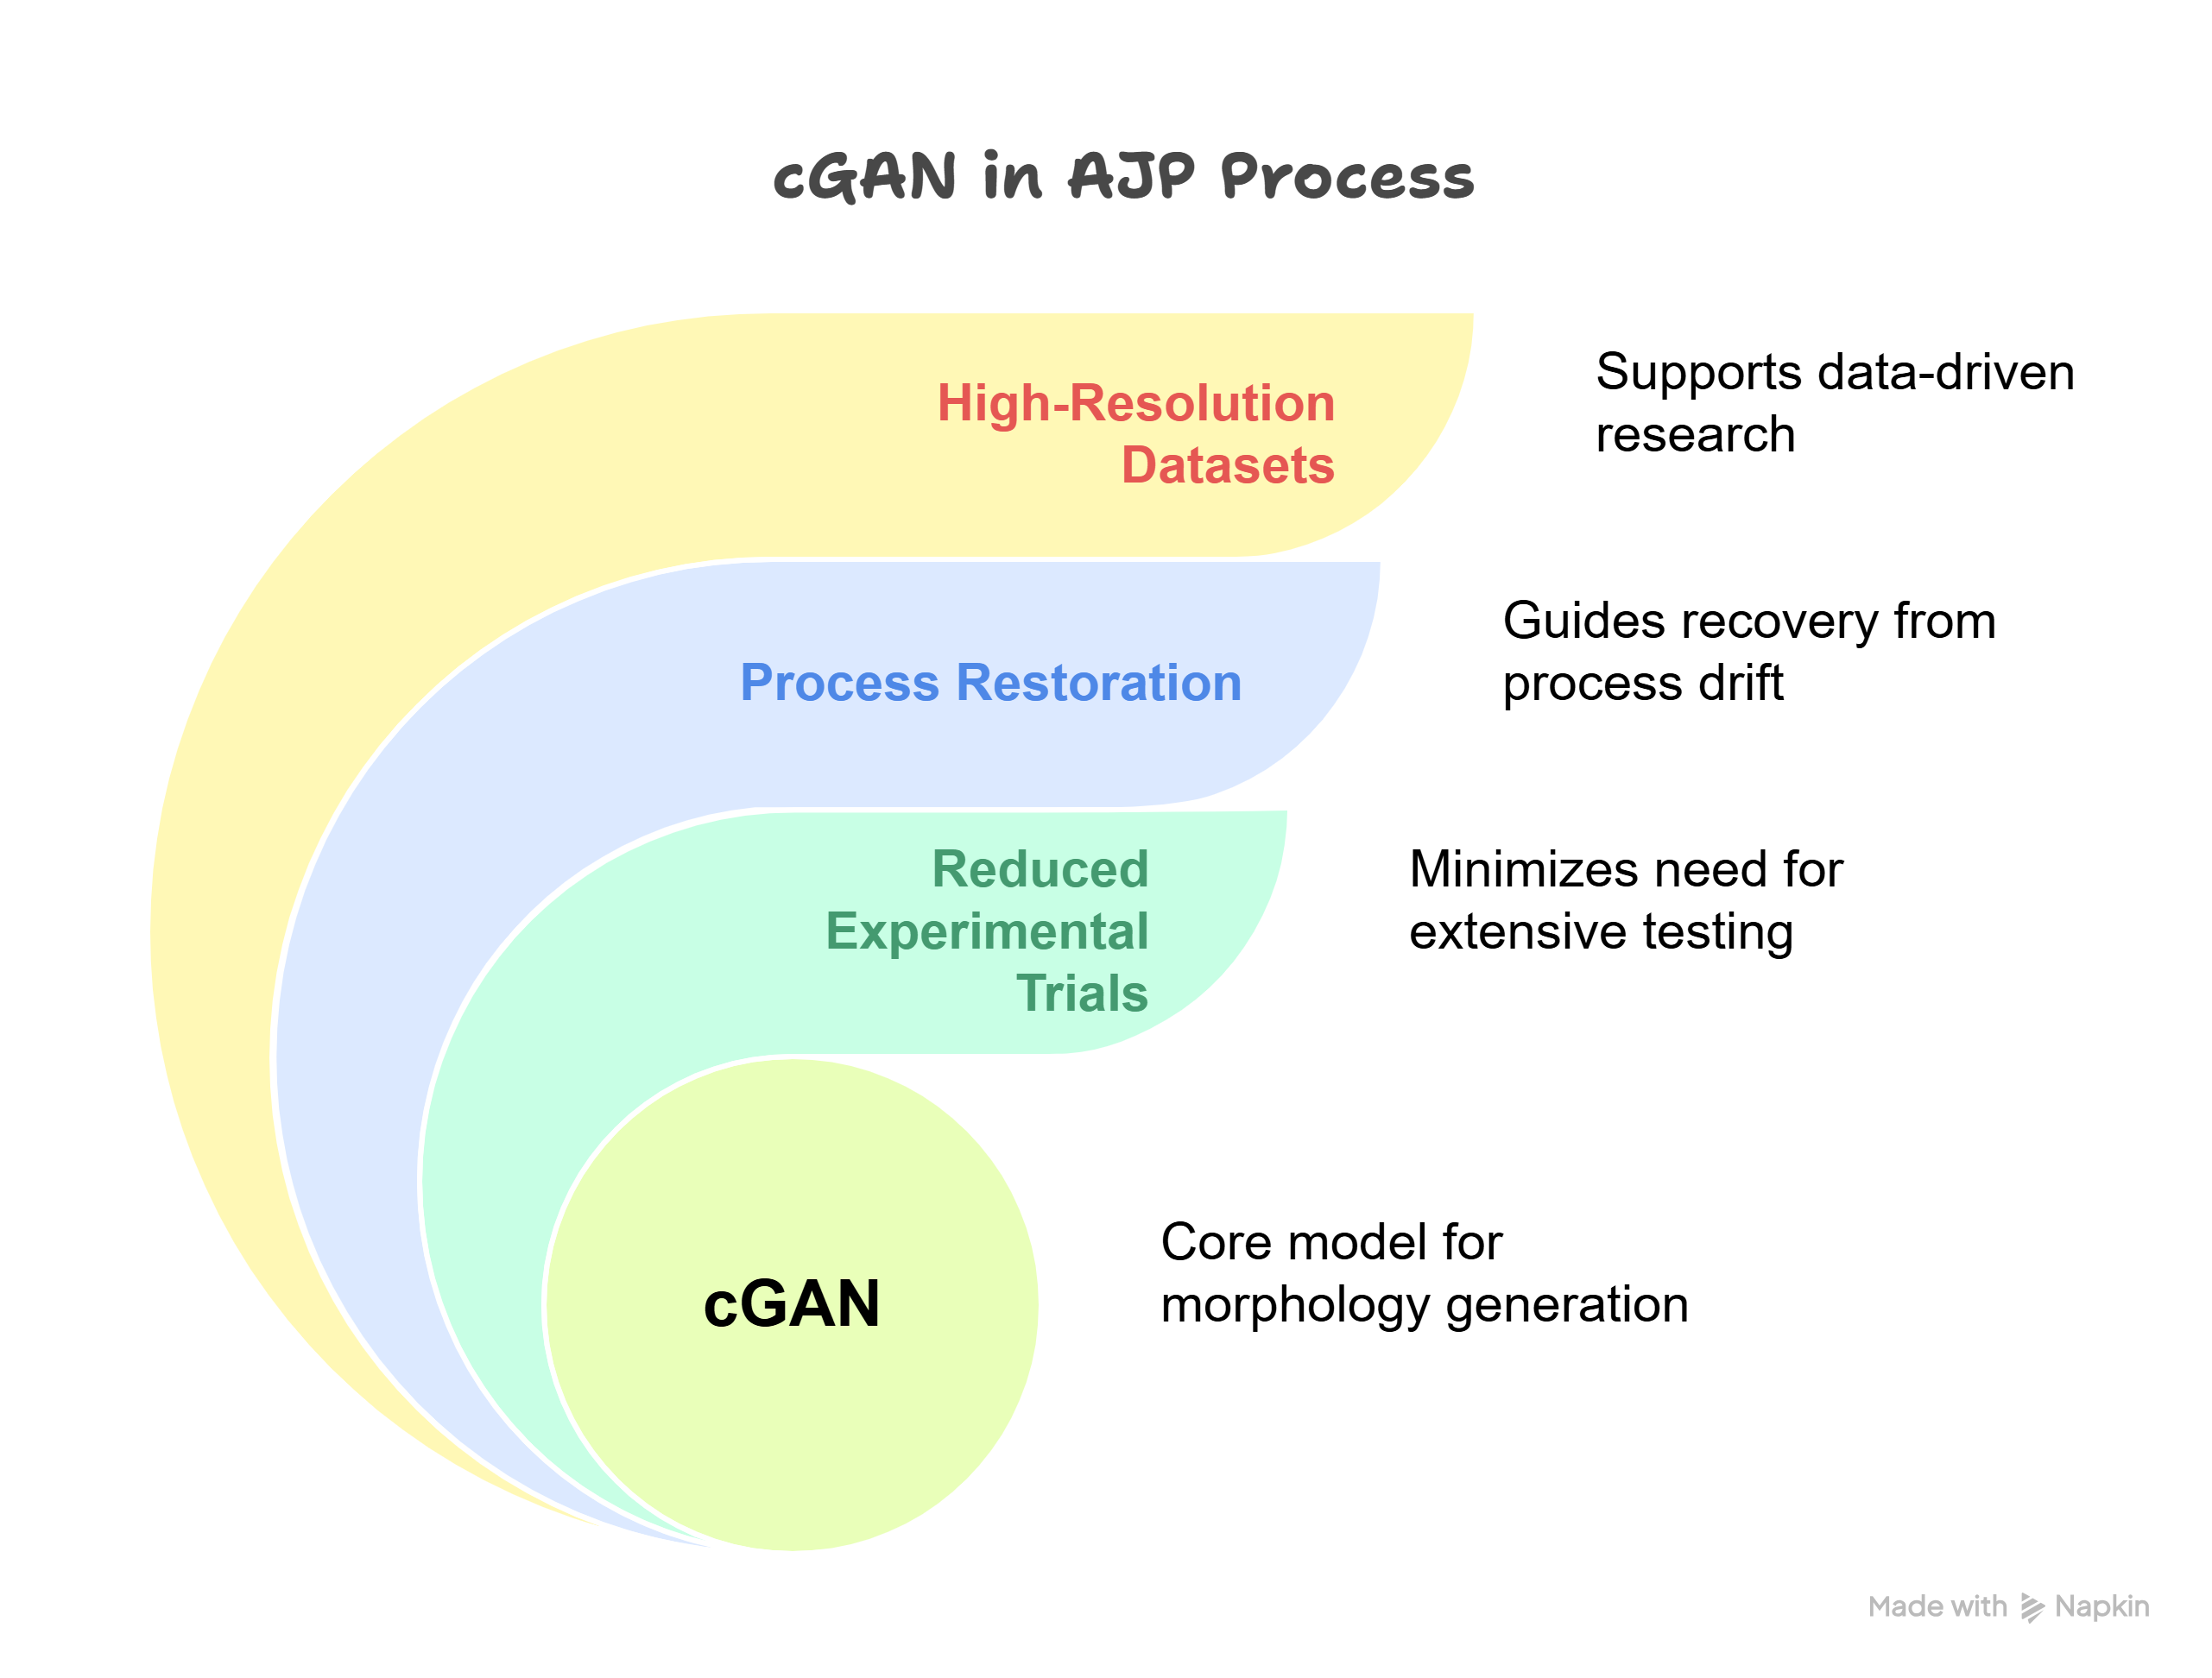 cGAN in AJP Process
High-Resolution
Datasets
Supports data-driven
research
Process Restoration
Guides recovery from
process drift
Reduced
Experimental
Trials
Minimizes need for
extensive testing
cGAN
Core model for
morphology generation
Made with Napkin